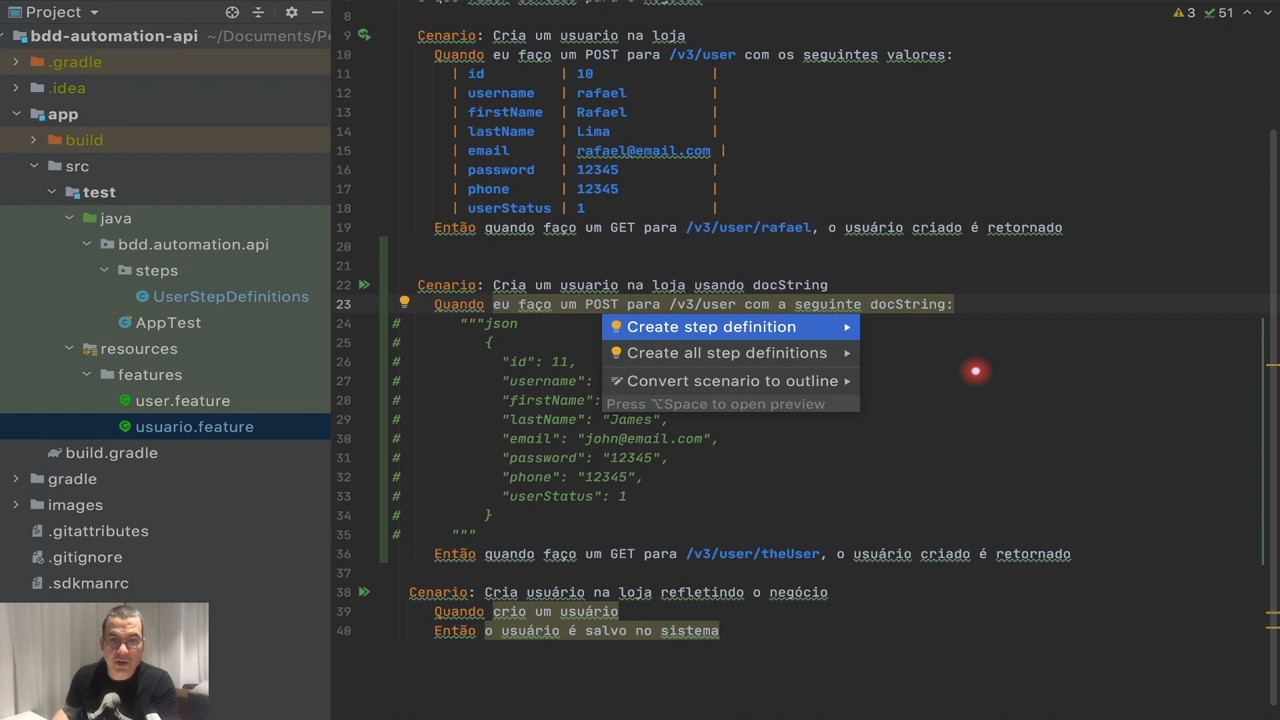 Project
bdd-automation-api ~/Documents/Pe
.gradle
.idea
app
build
src
test
java
bdd.automation.api
steps
UserStepDefinitions
AppTest
resources
features
user.feature
usuario.feature
build.gradle
gradle
images
.gitattributes
.gitignore
.sdkmanrc
3 51
8
9 Cenario: Cria um usuario na loja
10 Quando eu faço um POST para /v3/user com os seguintes valores:
11 | id | 10 |
12 | username | rafael |
13 | firstName | Rafael |
14 | lastName | Lima |
15 | email | rafael@email.com |
16 | password | 12345 |
17 | phone | 12345 |
18 | userStatus | 1 |
19 Então quando faço um GET para /v3/user/rafael, o usuário criado é retornado
20
21
22 Cenario: Cria um usuario na loja usando docString
23 Quando eu faço um POST para /v3/user com a seguinte docString:
24 # """json
25 # {
26 # "id": 11,
27 # "username":
28 # "firstName":
29 # "lastName": "James",
30 # "email": "john@email.com",
31 # "password": "12345",
32 # "phone": "12345",
33 # "userStatus": 1
34 # }
35 # """
36 Então quando faço um GET para /v3/user/theUser, o usuário criado é retornado
37
38 Cenario: Cria usuário na loja refletindo o negócio
39 Quando crio um usuário
40 Então o usuário é salvo no sistema
Create step definition
Create all step definitions
Convert scenario to outline
Press ⌥Space to open preview